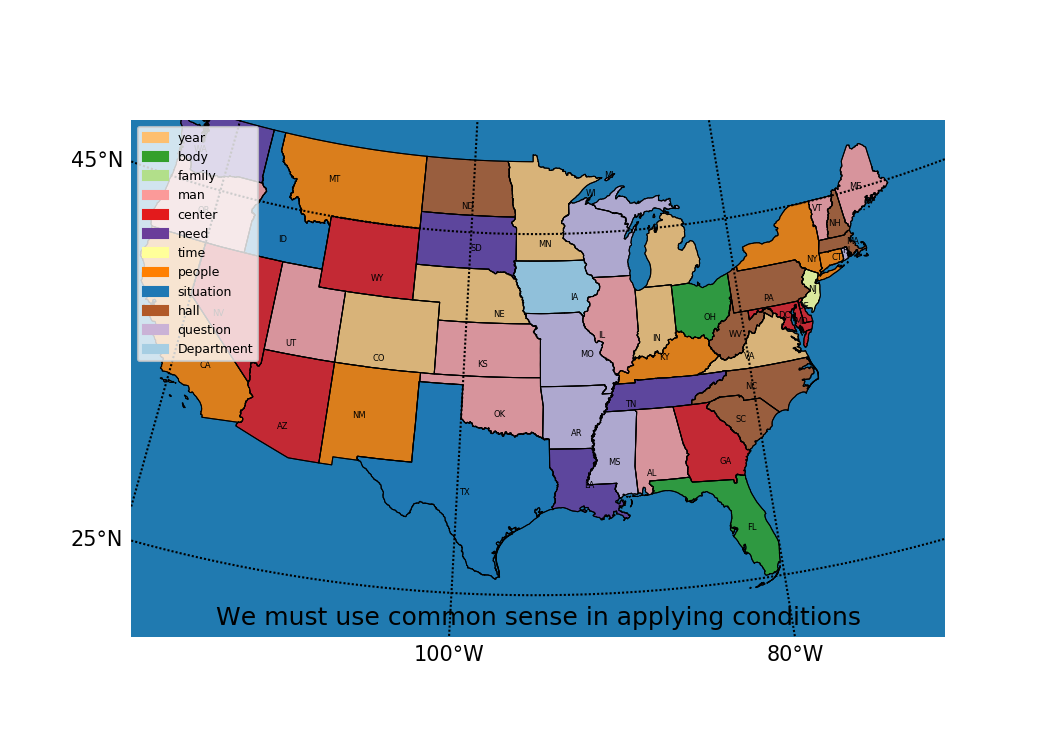 45°N
25°N
100°W
80°W
year
body
family
man
center
need
time
people
situation
hall
question
Department
MT
ND
MN
WI
MI
ME
VT
NH
ID
SD
WY
NY
CT
NV
UT
CO
NE
IA
IL
IN
OH
PA
NJ
CA
KS
MO
KY
WV
VA
AZ
NM
OK
AR
TN
NC
SC
TX
LA
MS
AL
GA
FL
We must use common sense in applying conditions